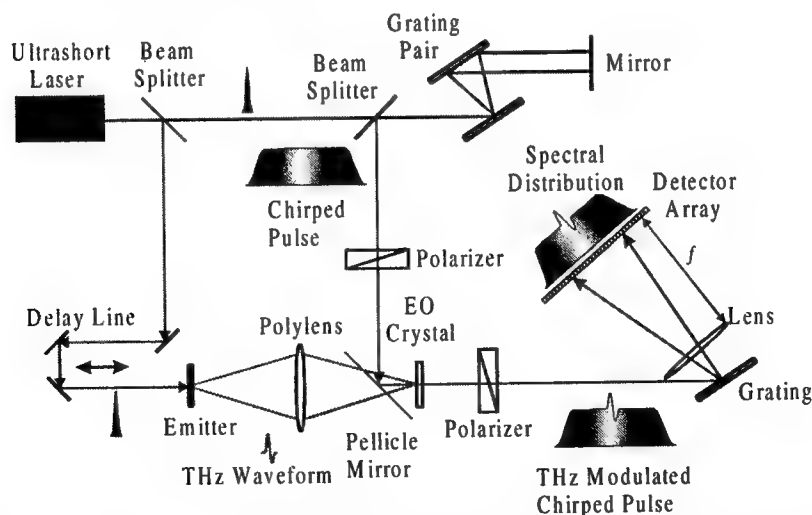 Ultrashort
Laser
Beam
Splitter
Beam
Splitter
Grating
Pair
Mirror
Chirped
Pulse
Spectral
Distribution
Detector
Array
f
Polarizer
EO
Crystal
Lens
Delay Line
Polylens
Emitter
THz Waveform
Pellicle
Mirror
Polarizer
Grating
THz Modulated
Chirped Pulse